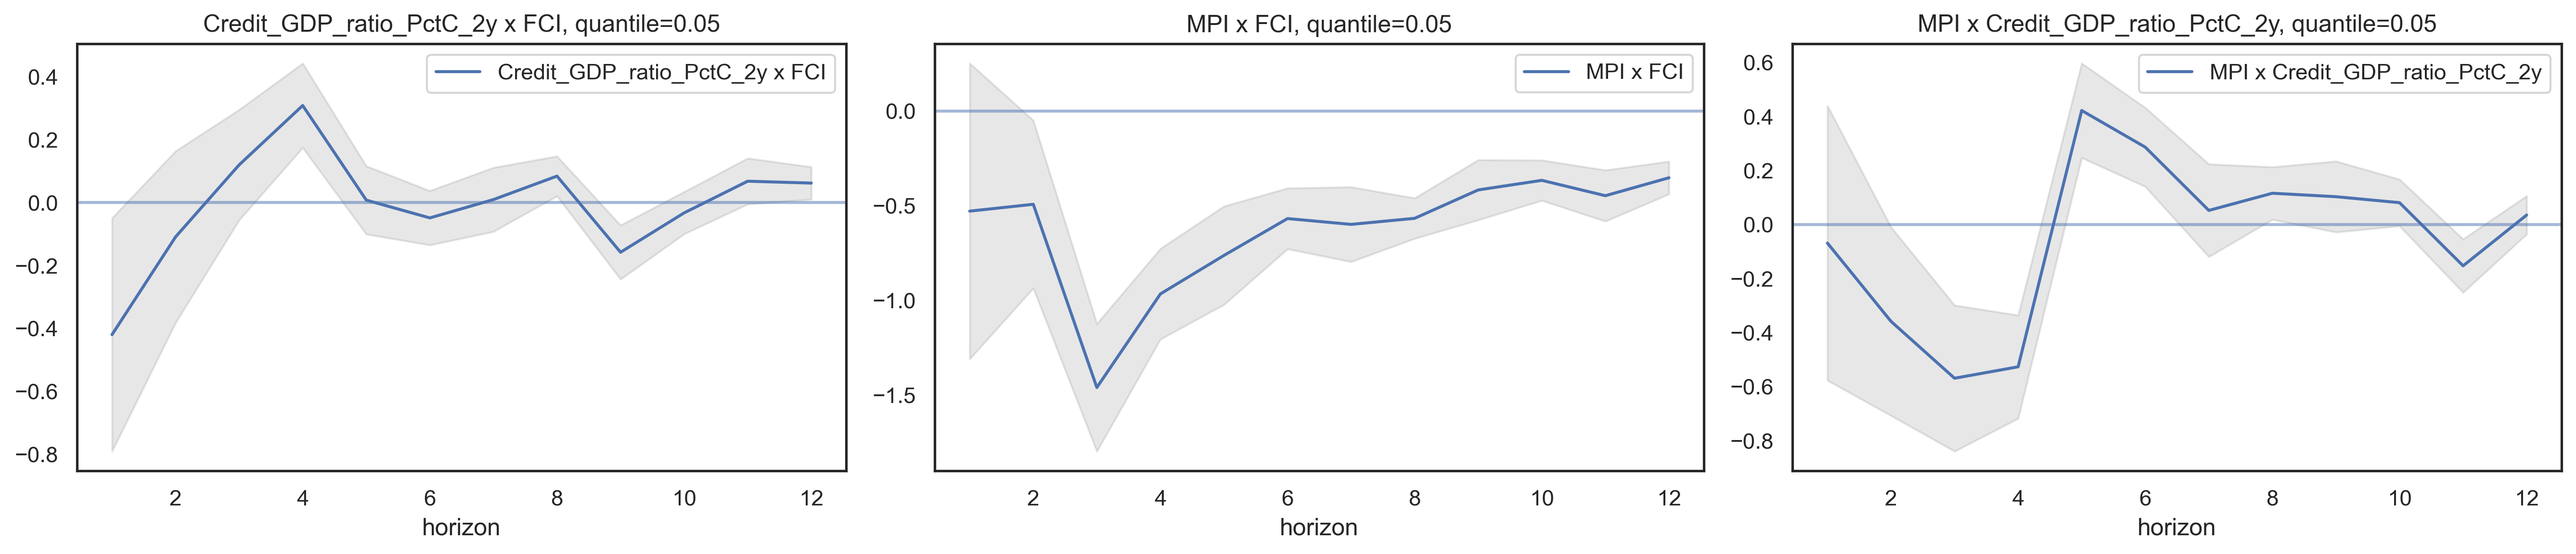 Credit_GDP_ratio_PctC_2y x FCI, quantile=0.05
Credit_GDP_ratio_PctC_2y x FCI
0.4
0.2
0.0
−0.2
−0.4
−0.6
−0.8
2 4 6 8 10 12
horizon
MPI x FCI, quantile=0.05
MPI x FCI
0.0
−0.5
−1.0
−1.5
2 4 6 8 10 12
horizon
MPI x Credit_GDP_ratio_PctC_2y, quantile=0.05
MPI x Credit_GDP_ratio_PctC_2y
0.6
0.4
0.2
0.0
−0.2
−0.4
−0.6
−0.8
2 4 6 8 10 12
horizon